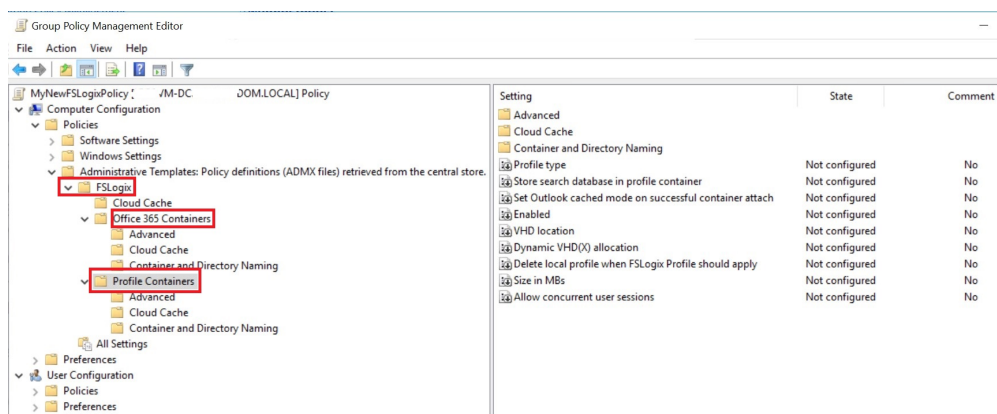 Group Policy Management Editor
File Action View Help
MyNewFSLogixPolicy VM-DC. DOM.LOCAL] Policy
Computer Configuration
Policies
Software Settings
Windows Settings
Administrative Templates: Policy definitions (ADMX files) retrieved from the central store.
FSLogix
Cloud Cache
Office 365 Containers
Advanced
Cloud Cache
Container and Directory Naming
Profile Containers
Advanced
Cloud Cache
Container and Directory Naming
All Settings
Preferences
User Configuration
Policies
Preferences
Setting State Comment
Advanced
Cloud Cache
Container and Directory Naming
Profile type Not configured No
Store search database in profile container Not configured No
Set Outlook cached mode on successful container attach Not configured No
Enabled Not configured No
VHD location Not configured No
Dynamic VHD(X) allocation Not configured No
Delete local profile when FSLogix Profile should apply Not configured No
Size in MBs Not configured No
Allow concurrent user sessions Not configured No